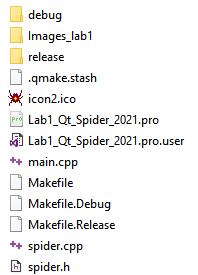 debug
Images_lab1
release
.qmake.stash
icon2.ico
Lab1_Qt_Spider_2021.pro
Lab1_Qt_Spider_2021.pro.user
main.cpp
Makefile
Makefile.Debug
Makefile.Release
spider.cpp
spider.h